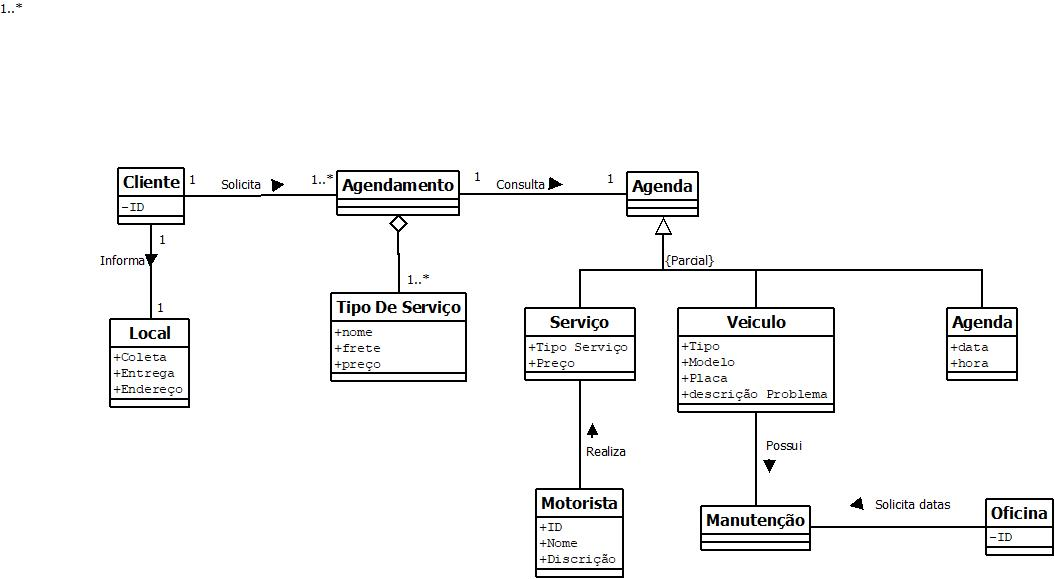 1..*
Cliente
-ID
1
Solicita
1..*
Agendamento
1
Consulta
1
Agenda
1
Informa
1
Local
+Coleta
+Entrega
+Endereço
1..*
Tipo De Serviço
+nome
+frete
+preço
{Parcial}
Serviço
+Tipo Serviço
+Preço
Veiculo
+Tipo
+Modelo
+Placa
+descrição Problema
Agenda
+data
+hora
Realiza
Possui
Motorista
+ID
+Nome
+Discrição
Manutenção
Solicita datas
Oficina
-ID